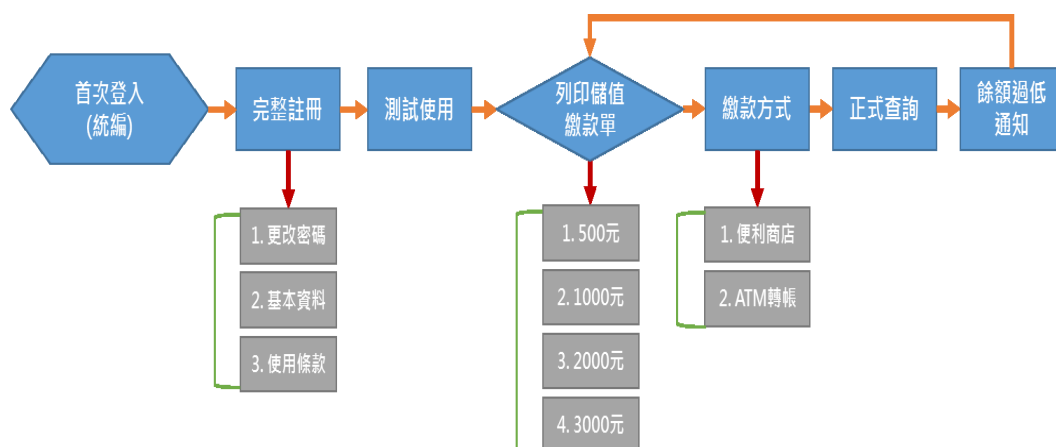 首次登入
(統編)
完整註冊
測試使用
列印儲值
繳款單
繳款方式
正式查詢
餘額過低
通知
1. 更改密碼
2. 基本資料
3. 使用條款
1. 500元
2. 1000元
3. 2000元
4. 3000元
1. 便利商店
2. ATM轉帳